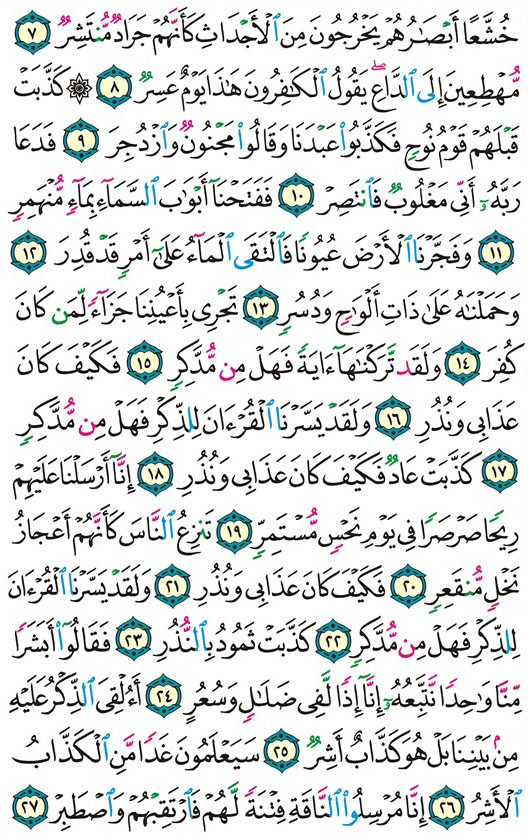 خُشَّعًا أَبْصَـٰرُهُمْ يَخْرُجُونَ مِنَ ٱلْأَجْدَاثِ كَأَنَّهُمْ جَرَادٌ مُّنتَشِرٌ ٧
مُّهْطِعِينَ إِلَى ٱلدَّاعِ ۖ يَقُولُ ٱلْكَـٰفِرُونَ هَـٰذَا يَوْمٌ عَسِرٌ ٨ ۞ كَذَّبَتْ
قَبْلَهُمْ قَوْمُ نُوحٍ فَكَذَّبُوا۟ عَبْدَنَا وَقَالُوا۟ مَجْنُونٌ وَٱزْدُجِرَ ٩ فَدَعَا
رَبَّهُۥٓ أَنِّى مَغْلُوبٌ فَٱنتَصِرْ ١٠ فَفَتَحْنَآ أَبْوَٰبَ ٱلسَّمَآءِ بِمَآءٍ مُّنْهَمِرٍ
١١ وَفَجَّرْنَا ٱلْأَرْضَ عُيُونًا فَٱلْتَقَى ٱلْمَآءُ عَلَىٰٓ أَمْرٍ قَدْ قُدِرَ ١٢
وَحَمَلْنَـٰهُ عَلَىٰ ذَاتِ أَلْوَٰحٍ وَدُسُرٍ ١٣ تَجْرِى بِأَعْيُنِنَا جَزَآءً لِّمَن كَانَ
كُفِرَ ١٤ وَلَقَد تَّرَكْنَـٰهَآ ءَايَةً فَهَلْ مِن مُّدَّكِرٍ ١٥ فَكَيْفَ كَانَ
عَذَابِى وَنُذُرِ ١٦ وَلَقَدْ يَسَّرْنَا ٱلْقُرْءَانَ لِلذِّكْرِ فَهَلْ مِن مُّدَّكِرٍ
١٧ كَذَّبَتْ عَادٌ فَكَيْفَ كَانَ عَذَابِى وَنُذُرِ ١٨ إِنَّآ أَرْسَلْنَا عَلَيْهِمْ
رِيحًا صَرْصَرًا فِى يَوْمِ نَحْسٍ مُّسْتَمِرٍّ ١٩ تَنزِعُ ٱلنَّاسَ كَأَنَّهُمْ أَعْجَازُ
نَخْلٍ مُّنقَعِرٍ ٢٠ فَكَيْفَ كَانَ عَذَابِى وَنُذُرِ ٢١ وَلَقَدْ يَسَّرْنَا ٱلْقُرْءَانَ
لِلذِّكْرِ فَهَلْ مِن مُّدَّكِرٍ ٢٢ كَذَّبَتْ ثَمُودُ بِٱلنُّذُرِ ٢٣ فَقَالُوٓا۟ أَبَشَرًا
مِّنَّا وَٰحِدًا نَّتَّبِعُهُۥٓ إِنَّآ إِذًا لَّفِى ضَلَـٰلٍ وَسُعُرٍ ٢٤ أَءُلْقِىَ ٱلذِّكْرُ عَلَيْهِ
مِنۢ بَيْنِنَا بَلْ هُوَ كَذَّابٌ أَشِرٌ ٢٥ سَيَعْلَمُونَ غَدًا مَّنِ ٱلْكَذَّابُ
ٱلْأَشِرُ ٢٦ إِنَّا مُرْسِلُوا۟ ٱلنَّاقَةِ فِتْنَةً لَّهُمْ فَٱرْتَقِبْهُمْ وَٱصْطَبِرْ ٢٧